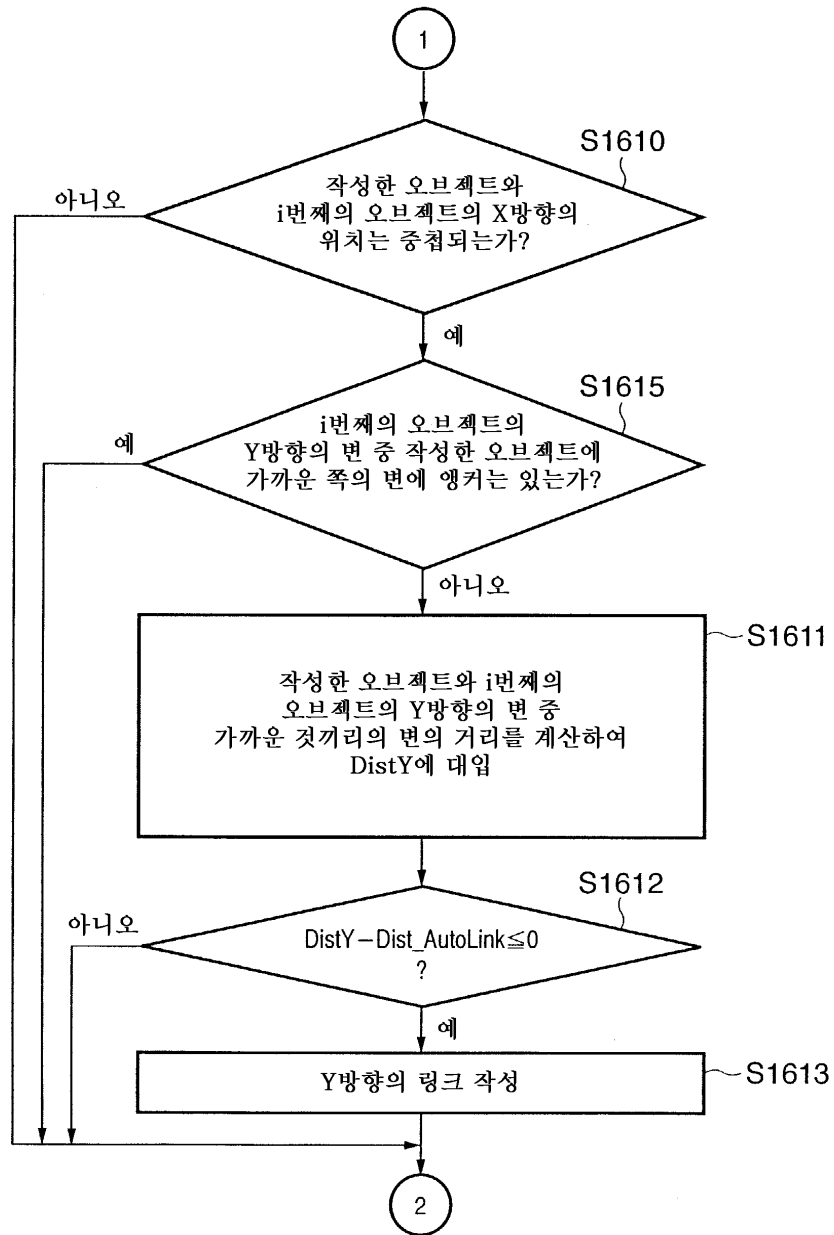 1
S1610
작성한 오브젝트와
i번째의 오브젝트의 X방향의
위치는 중첩되는가?
아니오
예
S1615
i번째의 오브젝트의
Y방향의 변 중 작성한 오브젝트에
가까운 쪽의 변에 앵커는 있는가?
예
아니오
S1611
작성한 오브젝트와 i번째의
오브젝트의 Y방향의 변 중
가까운 것끼리의 변의 거리를 계산하여
DistY에 대입
S1612
아니오
DistY－Dist_AutoLink≦0
?
예
Y방향의 링크 작성
S1613
2